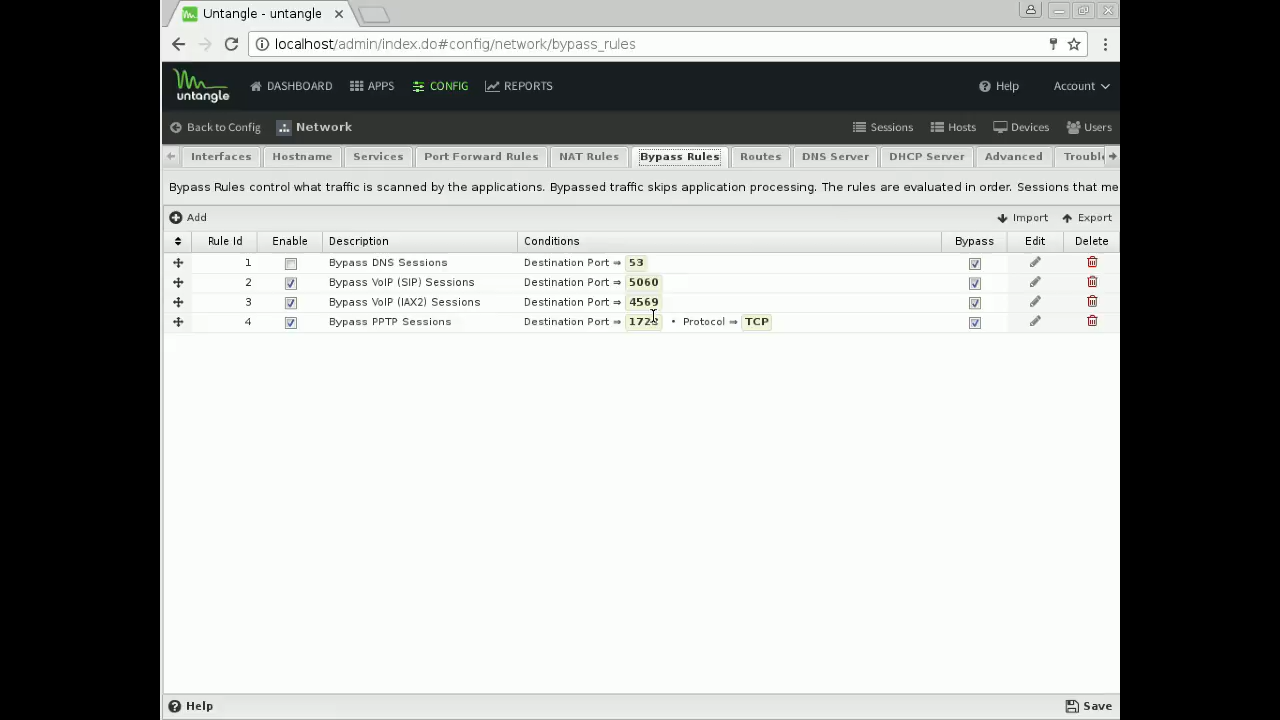 Untangle - untangle
localhost/admin/index.do#config/network/bypass_rules
untangle DASHBOARD APPS CONFIG REPORTS Help Account
Back to Config Network Sessions Hosts Devices Users
Interfaces Hostname Services Port Forward Rules NAT Rules Bypass Rules Routes DNS Server DHCP Server Advanced
Bypass Rules control what traffic is scanned by the applications. Bypassed traffic skips application processing. The rules are evaluated in order. Sessions that me
Add Import Export
Rule Id Enable Description Conditions Bypass Edit Delete
1 Bypass DNS Sessions Destination Port ⇒ 53
2 Bypass VoIP (SIP) Sessions Destination Port ⇒ 5060
3 Bypass VoIP (IAX2) Sessions Destination Port ⇒ 4569
4 Bypass PPTP Sessions Destination Port ⇒ • Protocol ⇒ TCP
Help Save